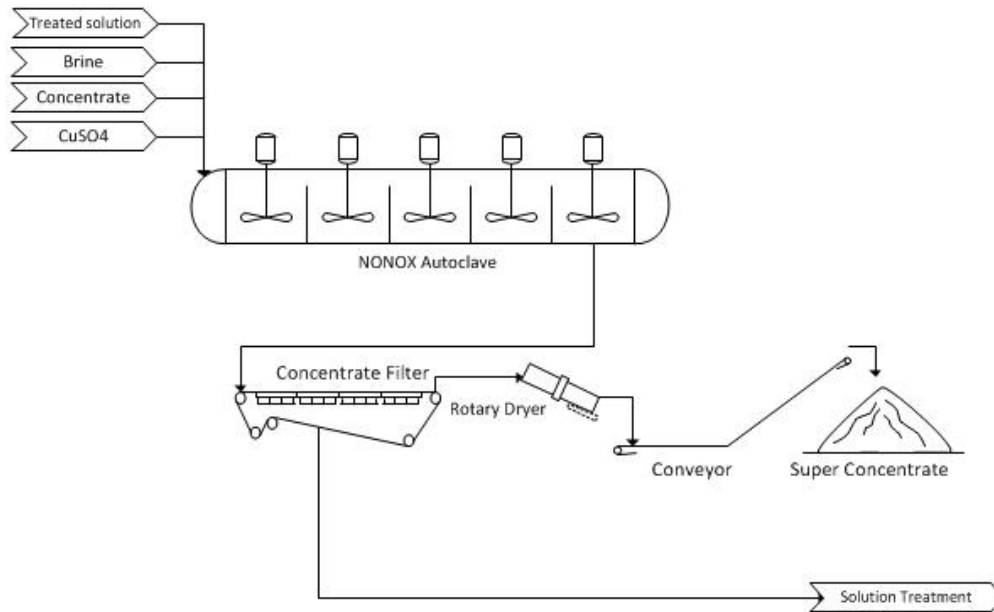 Treated solution
Brine
Concentrate
CuSO4
NONOX Autoclave
Concentrate Filter
Rotary Dryer
Conveyor
Super Concentrate
Solution Treatment